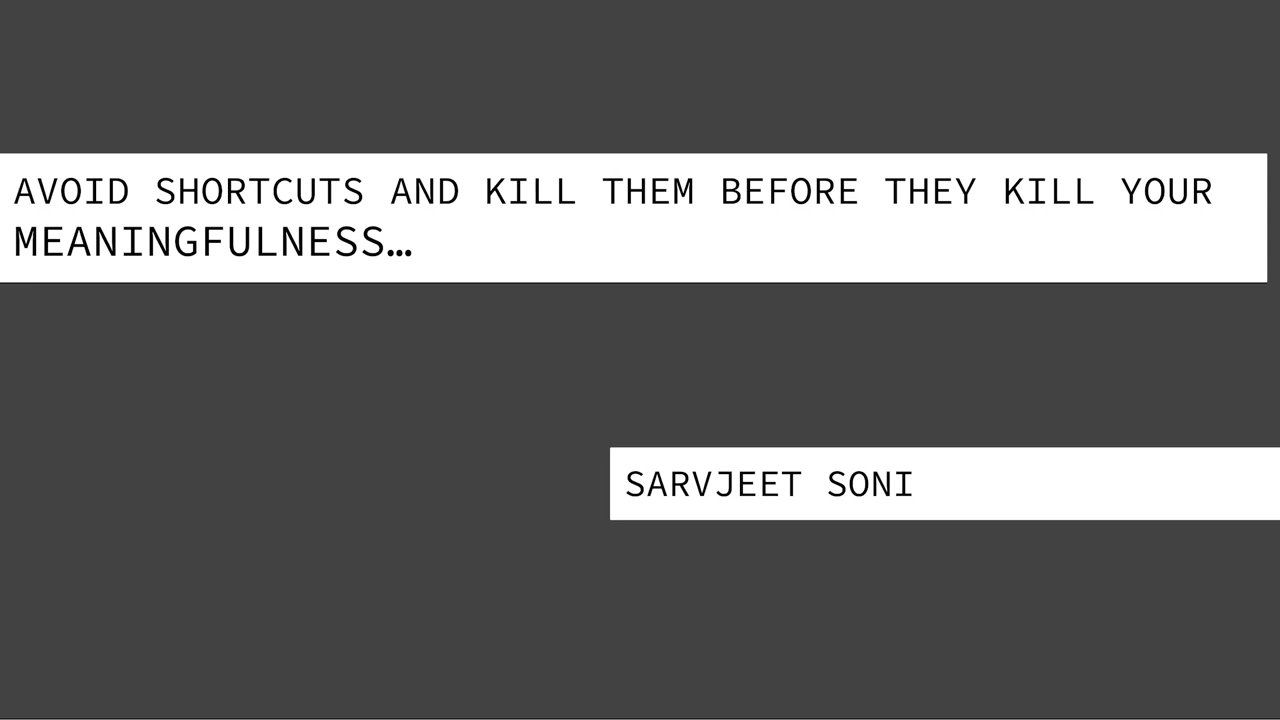 AVOID SHORTCUTS AND KILL THEM BEFORE THEY KILL YOUR
MEANINGFULNESS…
SARVJEET SONI